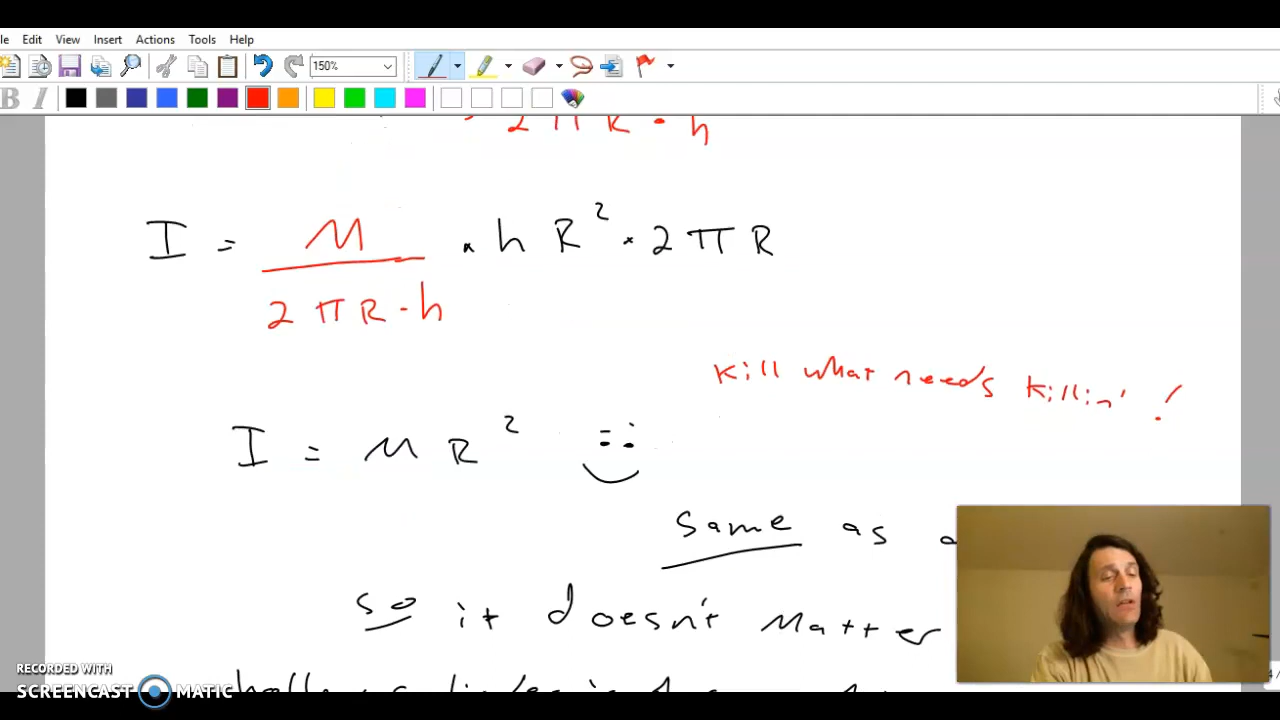 le Edit View Insert Actions Tools Help
150%
B I
2 π R • h
I = M / 2 π R · h • h R² • 2 π R
kill what needs killin' !
I = M R²
same as
so it doesn't matter
RECORDED WITH
SCREENCAST MATIC